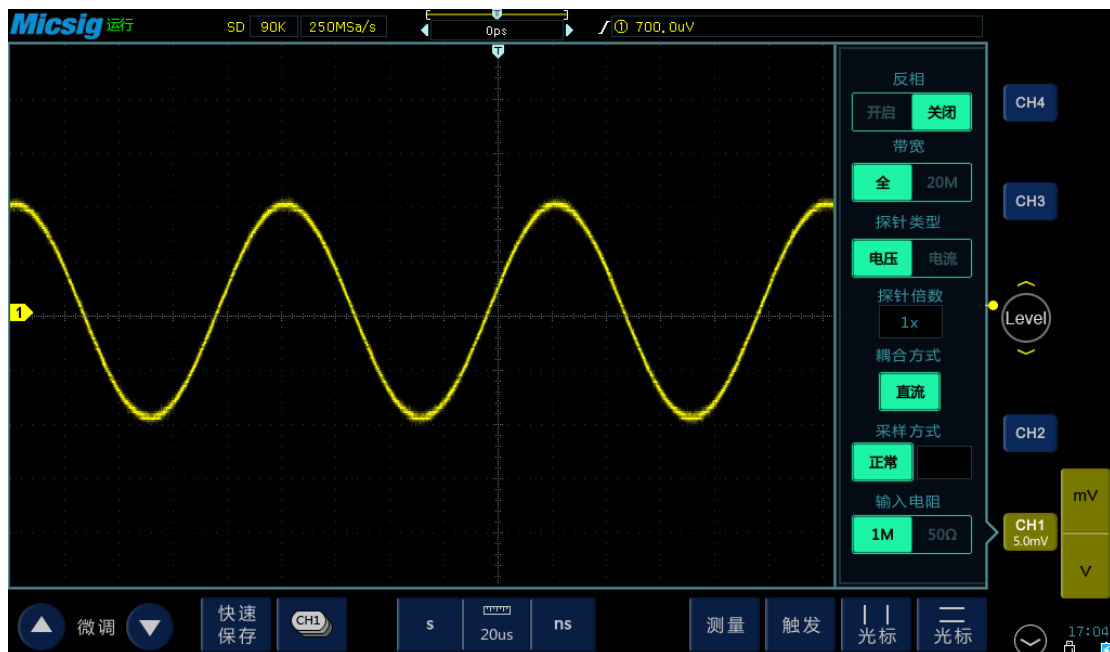 Micsig 运行 SD 90K 250MSa/s 0ps ① 700.0uV
T
T
反相
开启 关闭
CH4
带宽
全 20M
CH3
探针类型
电压 电流
探针倍数
1
1x
Level
耦合方式
直流
采样方式
CH2
正常
输入电阻
mV
1M 50Ω
CH1
5.0mV
V
微调
快速
保存
CH1
s
20us
ns
测量
触发
光标
光标
17:04